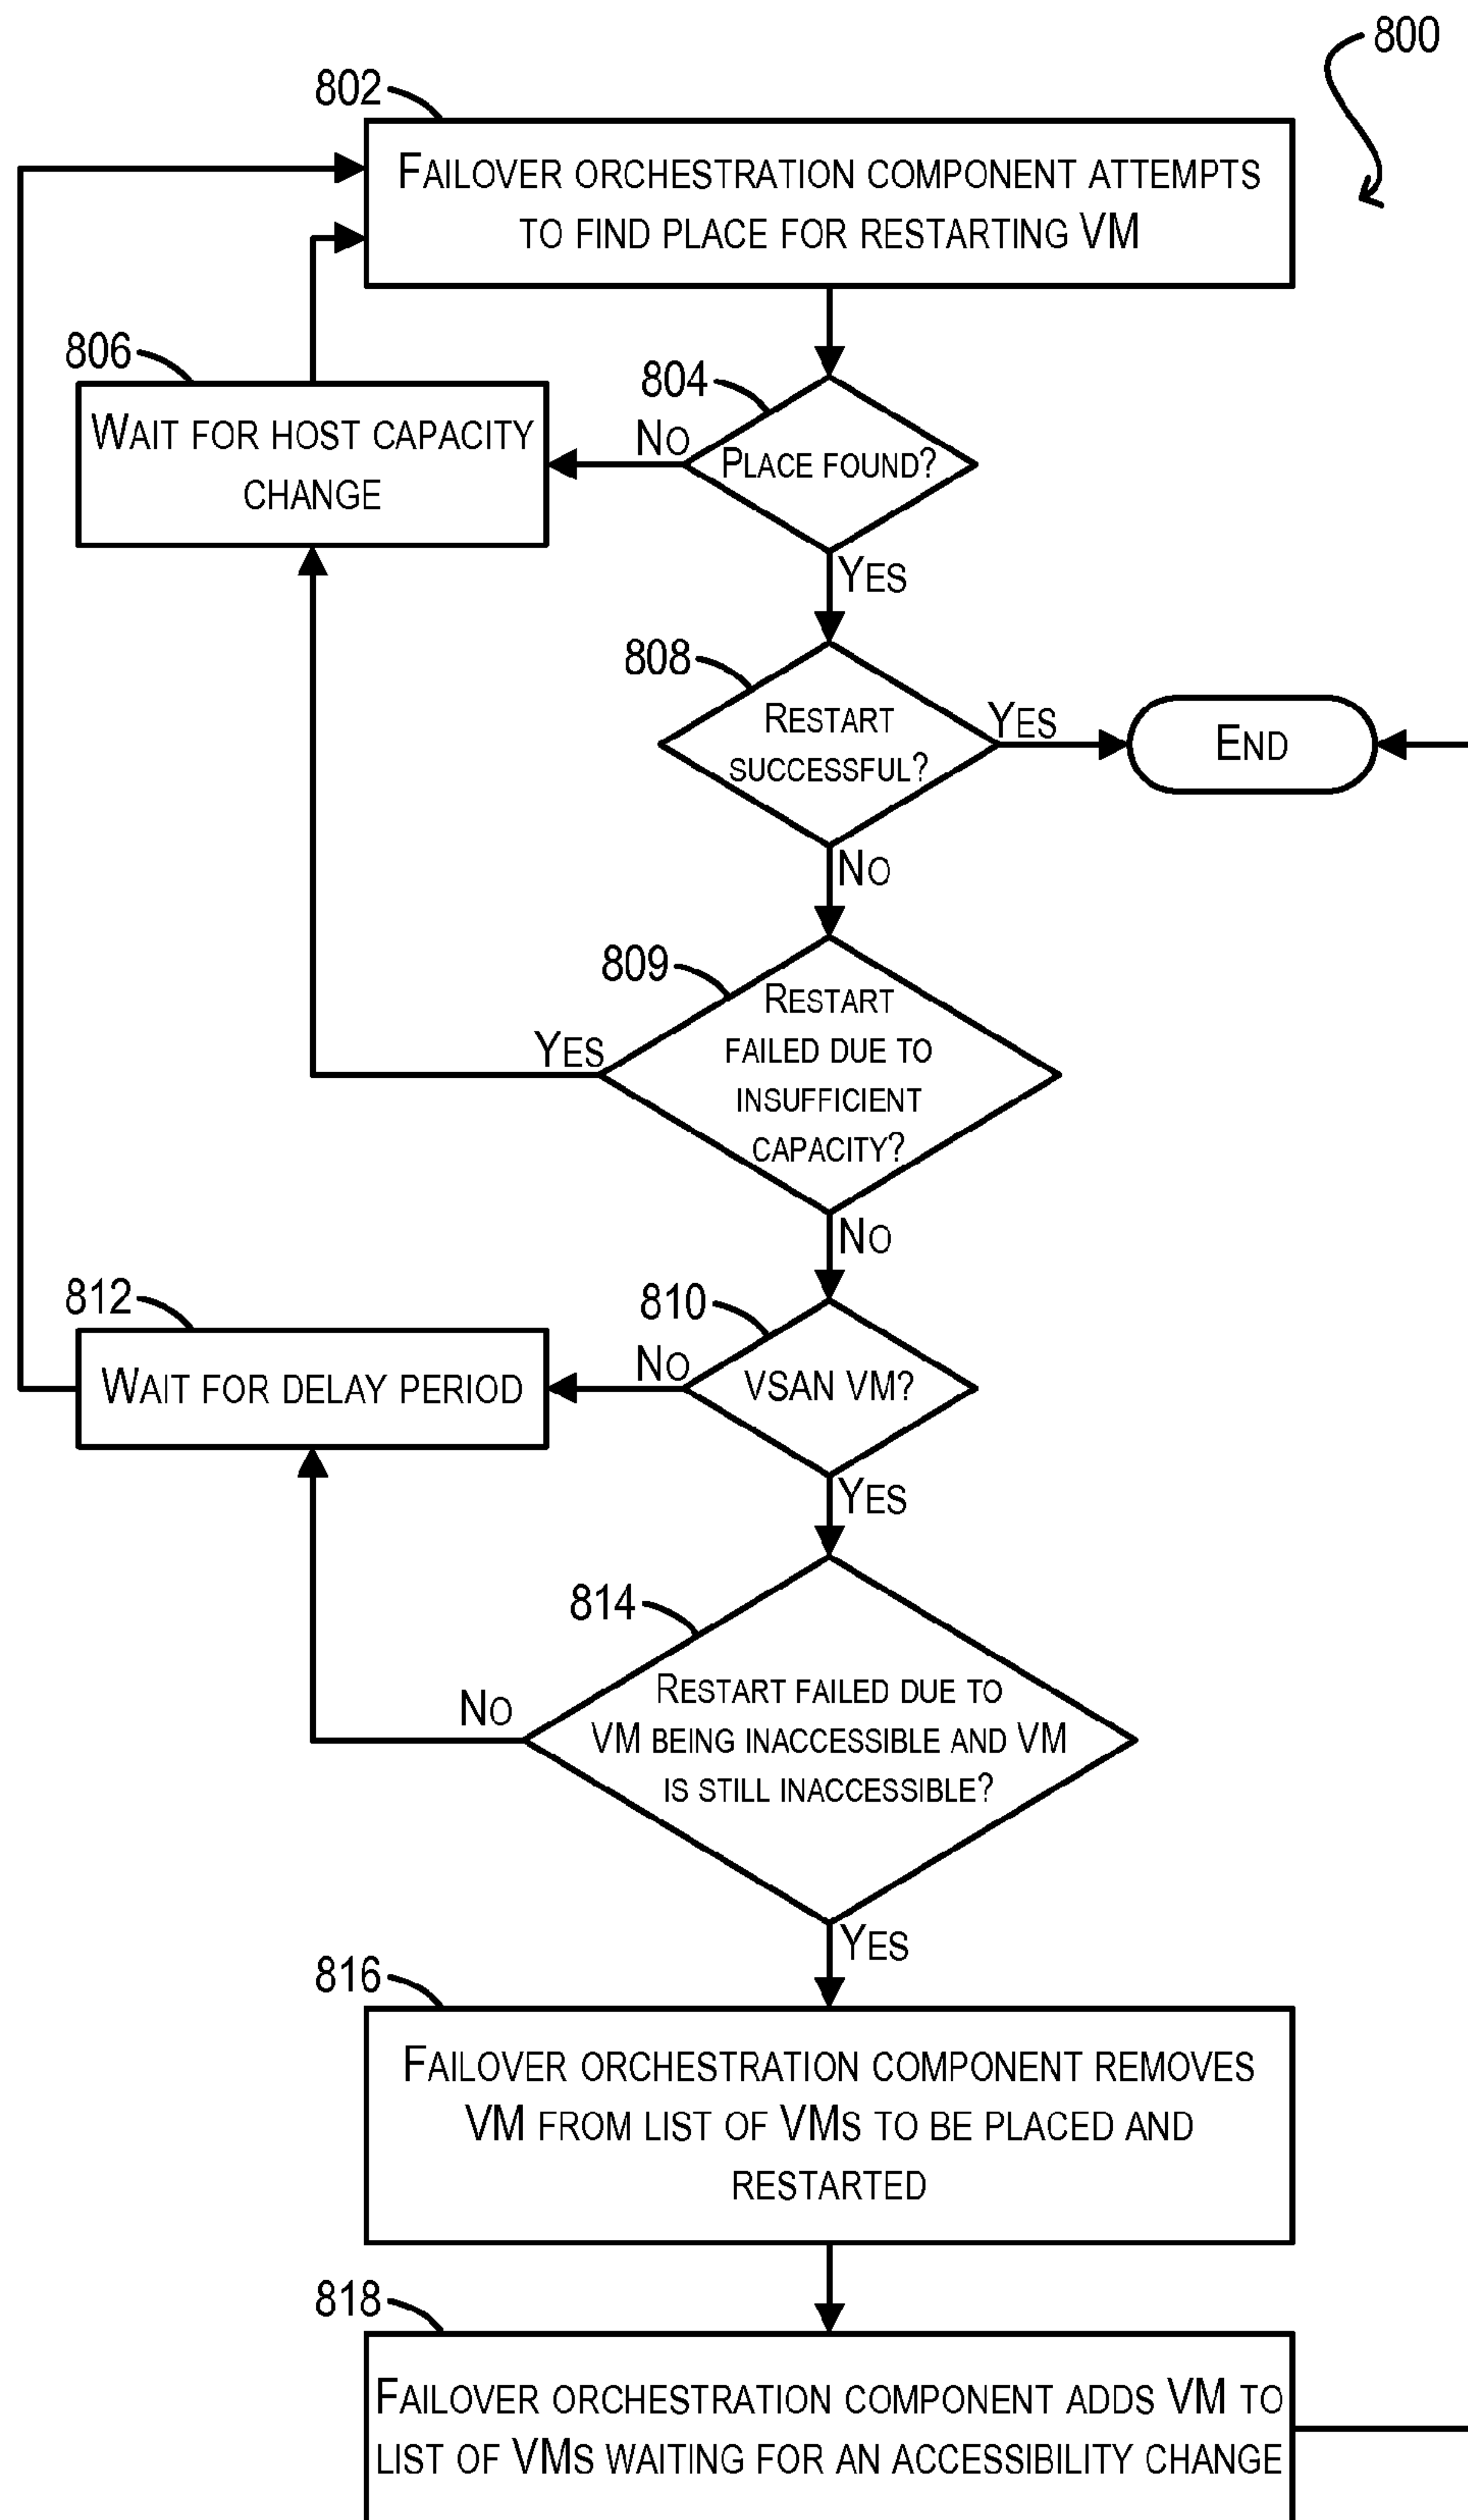 800
802
Failover orchestration component attempts
to find place for restarting VM
806
Wait for host capacity
change
804
No
Place found?
Yes
808
Restart
successful?
Yes
End
No
809
Restart
failed due to
insufficient
capacity?
Yes
No
812
Wait for delay period
810
No
VSAN VM?
Yes
814
Restart failed due to
VM being inaccessible and VM
is still inaccessible?
No
Yes
816
Failover orchestration component removes
VM from list of VMs to be placed and
restarted
818
Failover orchestration component adds VM to
list of VMs waiting for an accessibility change